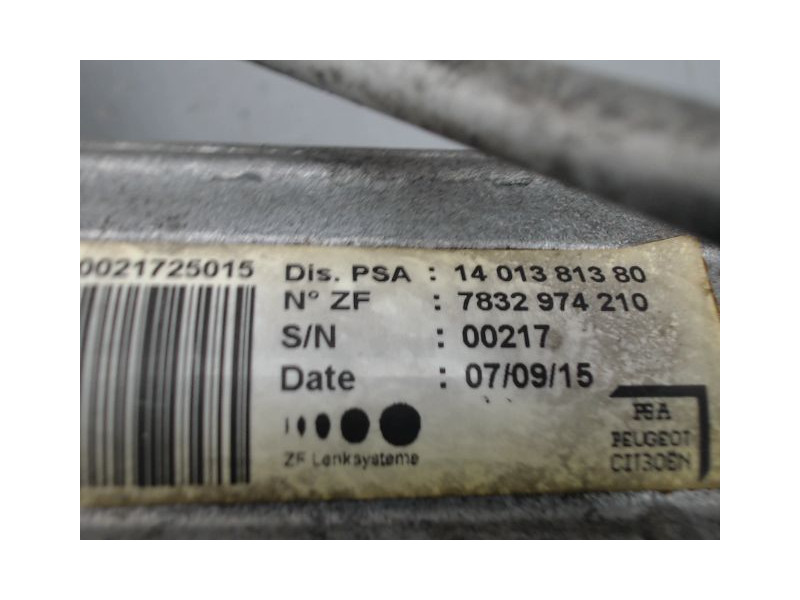 0021725015
Dis. PSA : 14 013 813 80
N° ZF : 7832 974 210
S/N : 00217
Date : 07/09/15
ZF Lenksysteme
PSA
PEUGEOT
CITROËN